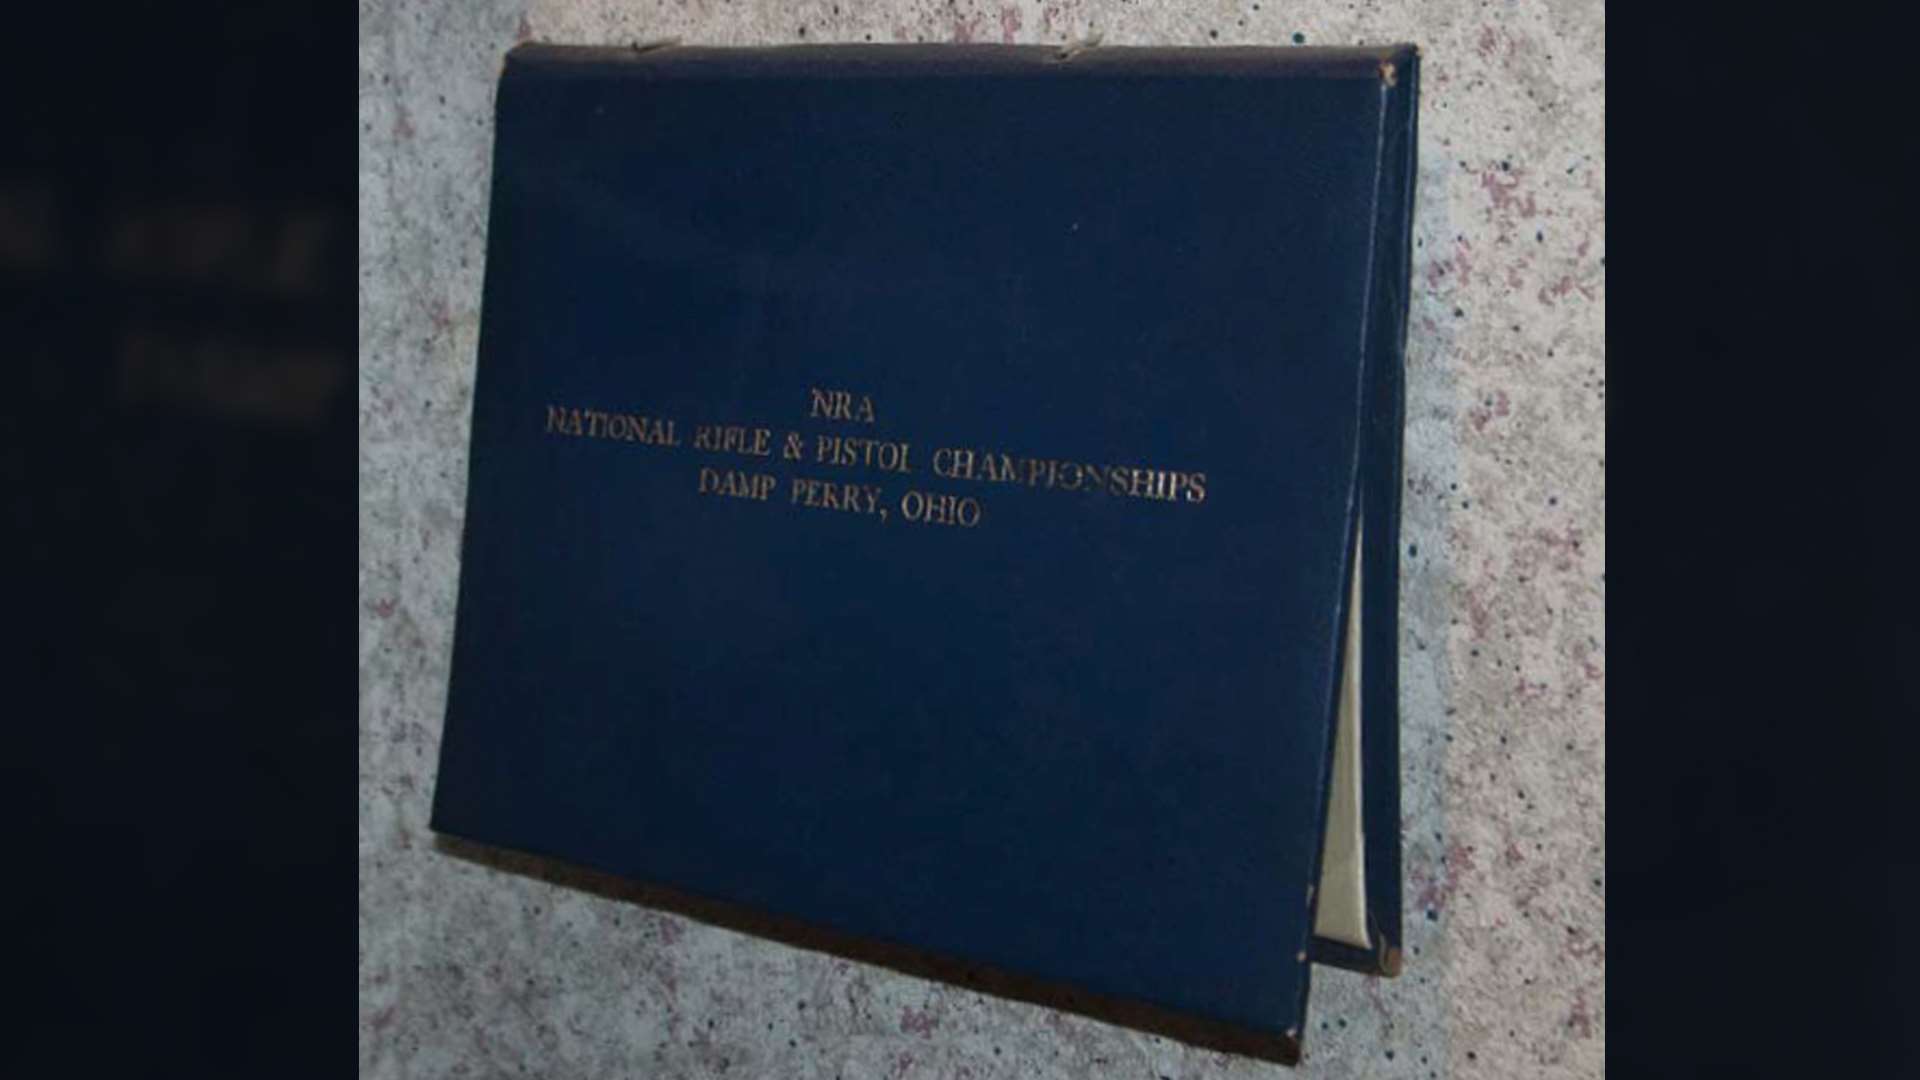 NRA
NATIONAL RIFLE & PISTOL CHAMPIONSHIPS
DAMP PERRY, OHIO